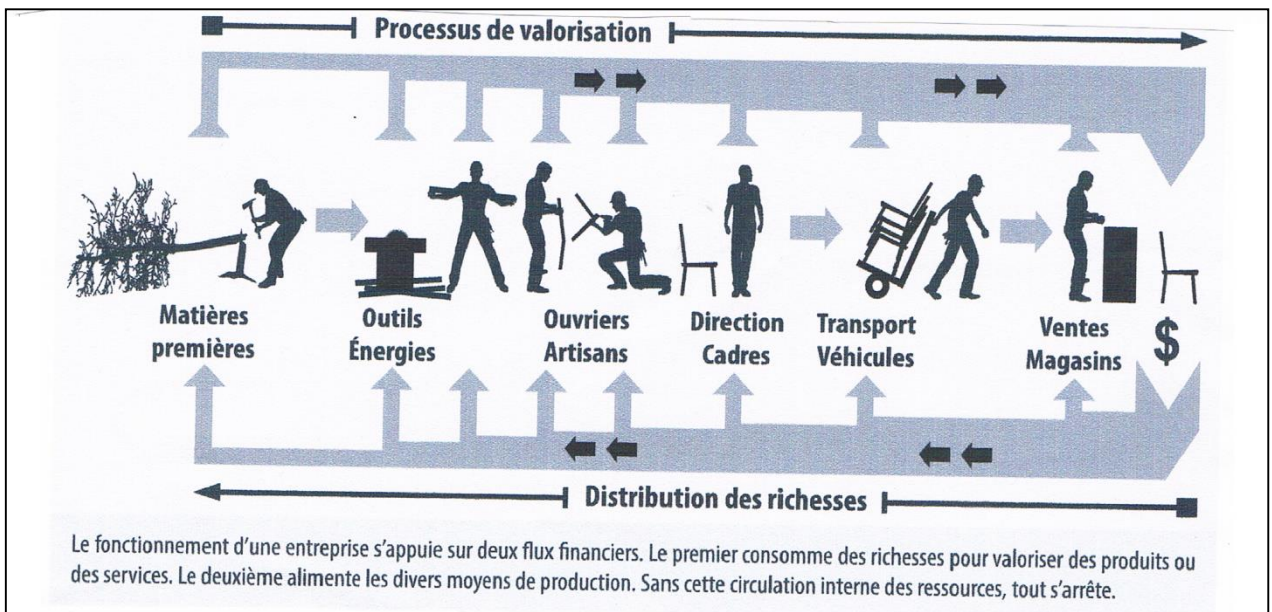 Processus de valorisation
Matières
premières
Outils
Énergies
Ouvriers
Artisans
Direction
Cadres
Transport
Véhicules
Ventes
Magasins
$
Distribution des richesses
Le fonctionnement d'une entreprise s'appuie sur deux flux financiers. Le premier consomme des richesses pour valoriser des produits ou
des services. Le deuxième alimente les divers moyens de production. Sans cette circulation interne des ressources, tout s'arrête.